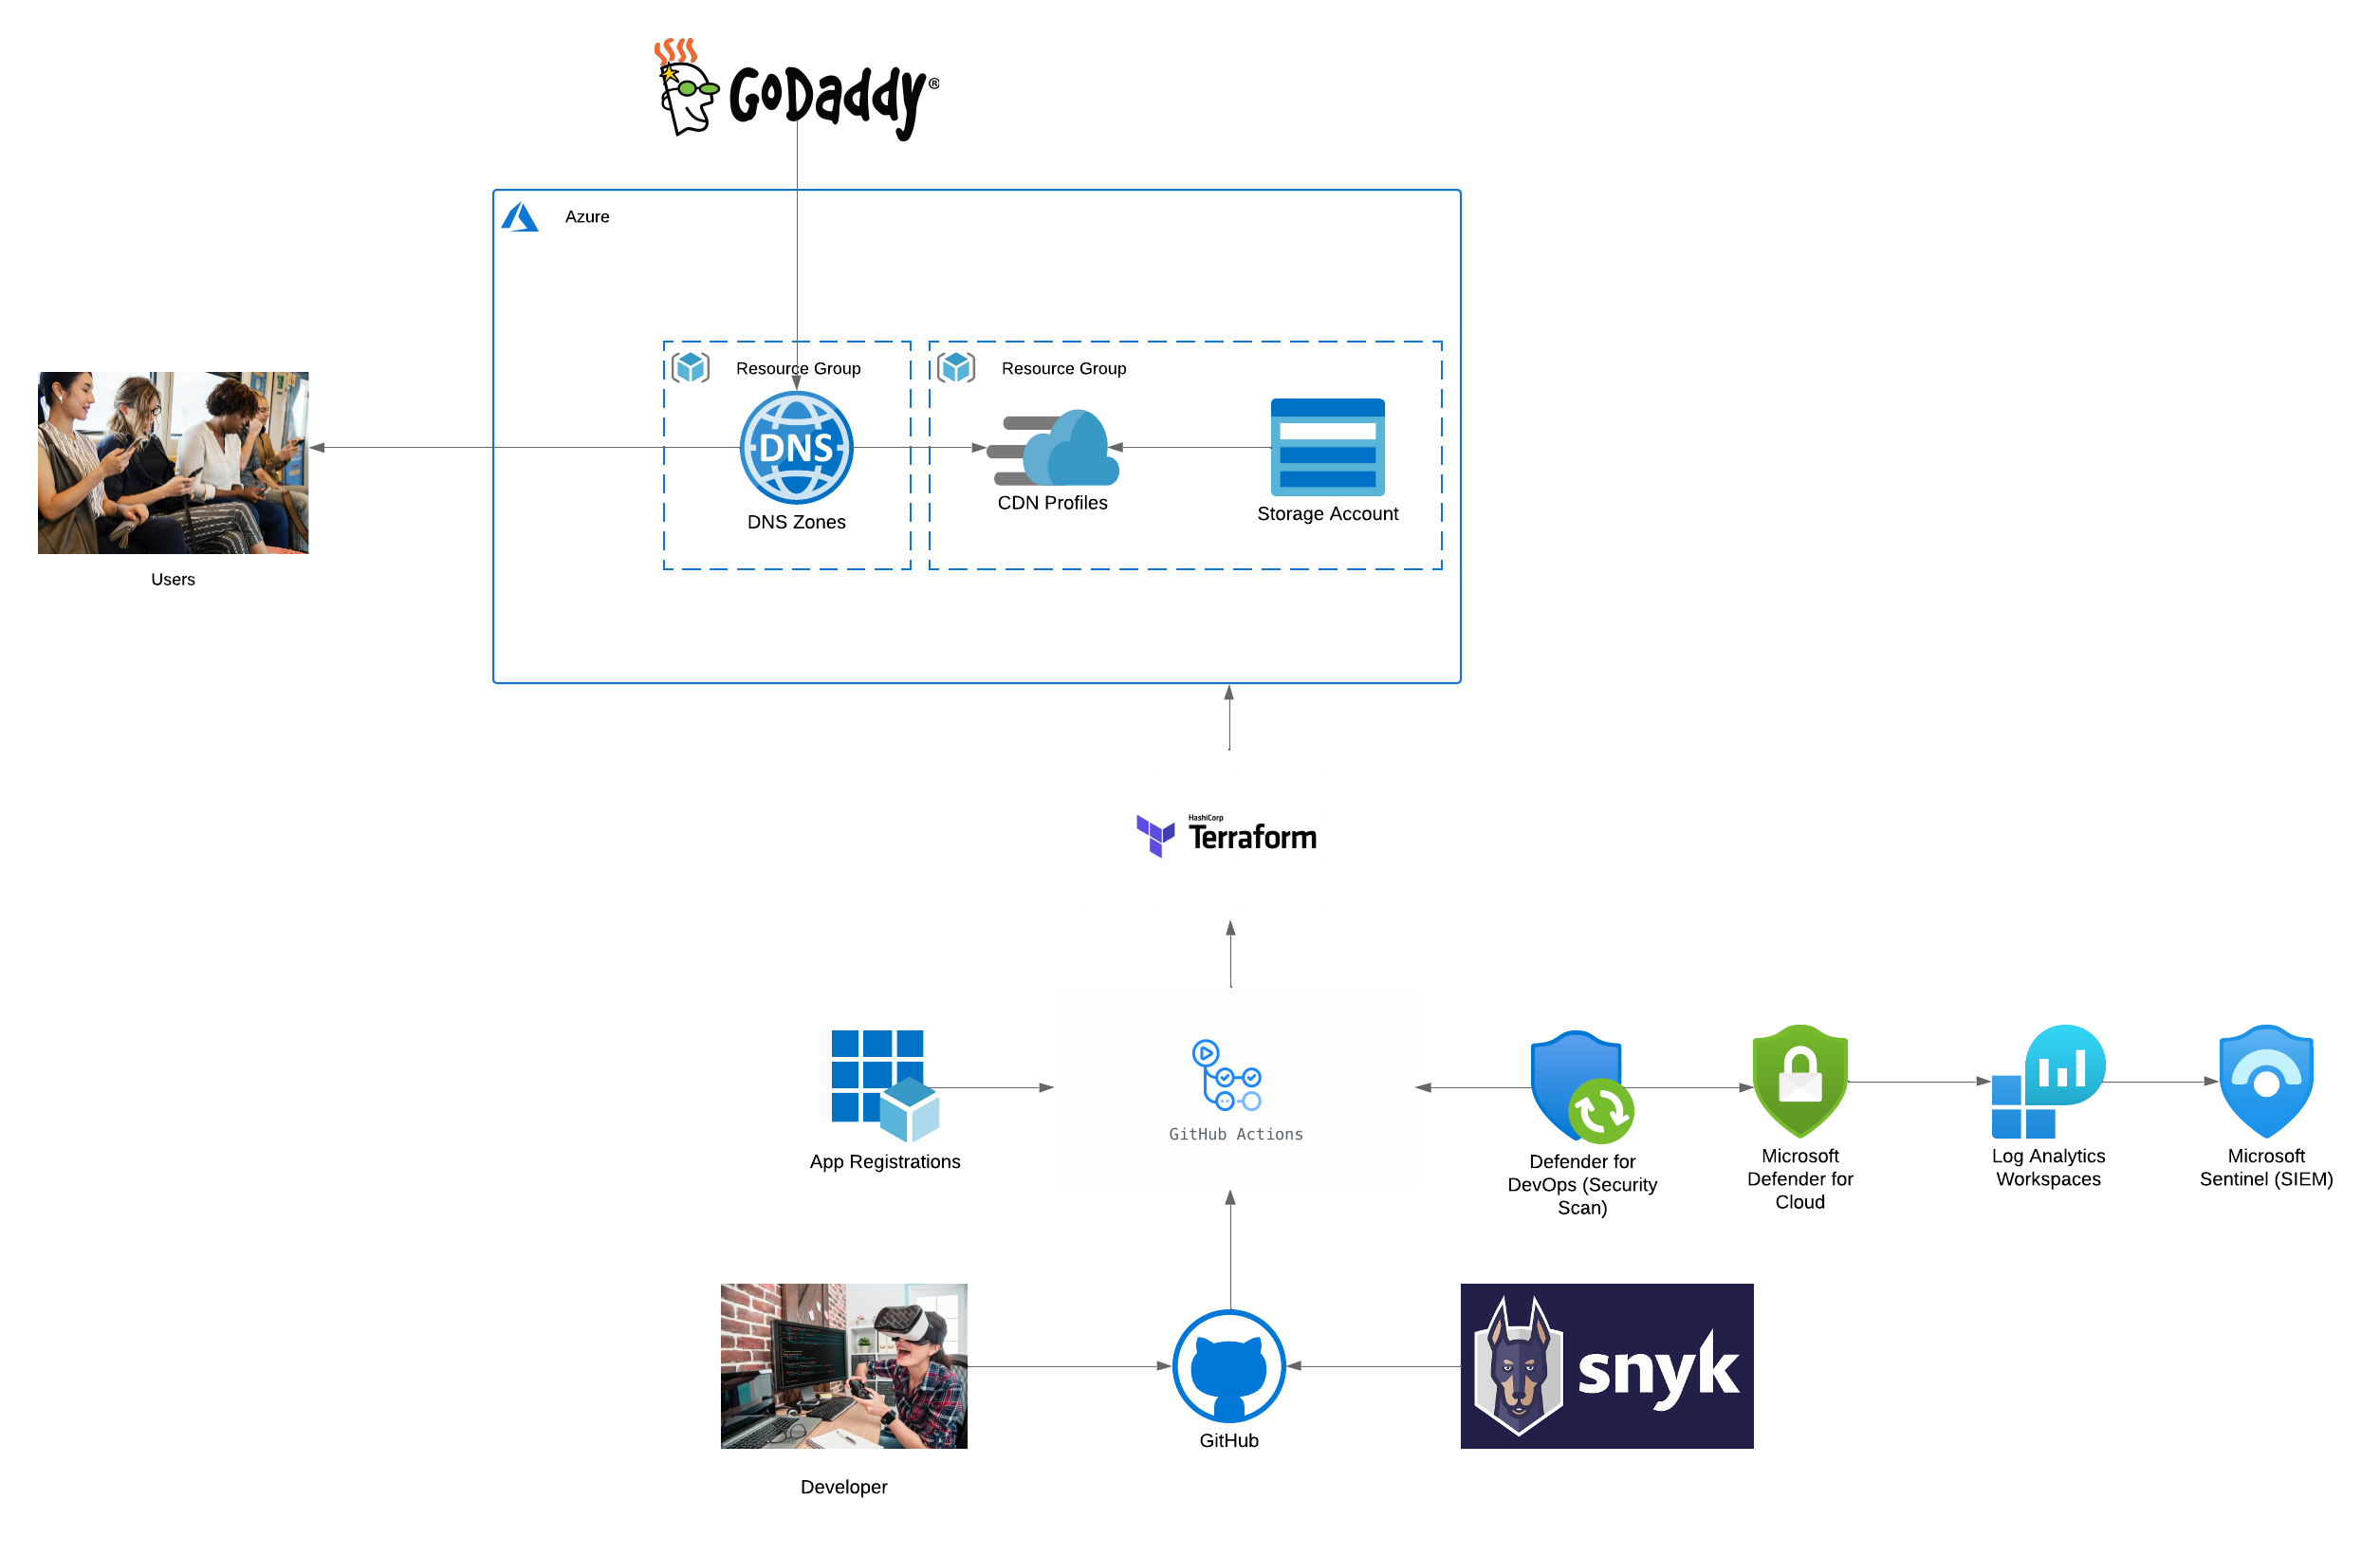 GoDaddy®
Azure
Resource Group
Resource Group
DNS
DNS Zones
CDN Profiles
Storage Account
Users
HashiCorp
Terraform
GitHub Actions
App Registrations
Defender for
DevOps (Security
Scan)
Microsoft
Defender for
Cloud
Log Analytics
Workspaces
Microsoft
Sentinel (SIEM)
snyk
GitHub
Developer